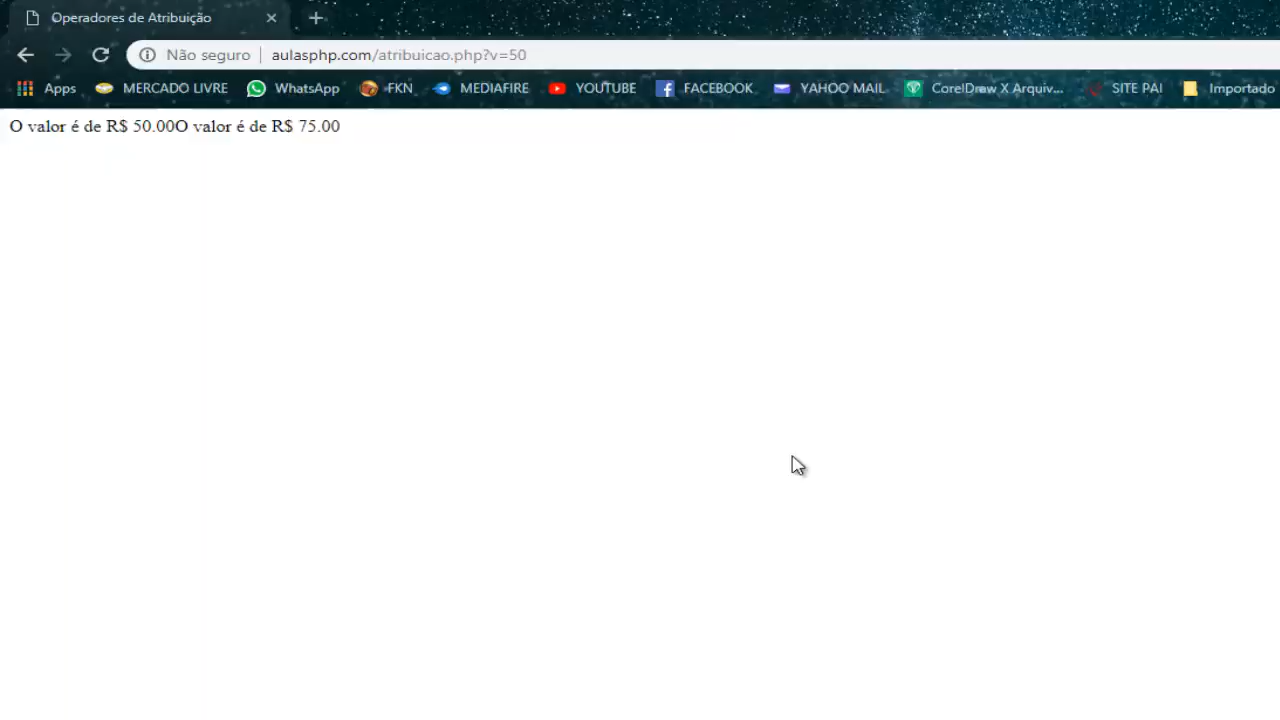 Operadores de Atribuição
Não seguro aulasphp.com/atribuicao.php?v=50
Apps MERCADO LIVRE WhatsApp FKN MEDIAFIRE YOUTUBE FACEBOOK YAHOO MAIL CorelDraw X Arquiv... SITE PAI Importado
O valor é de R$ 50.00O valor é de R$ 75.00